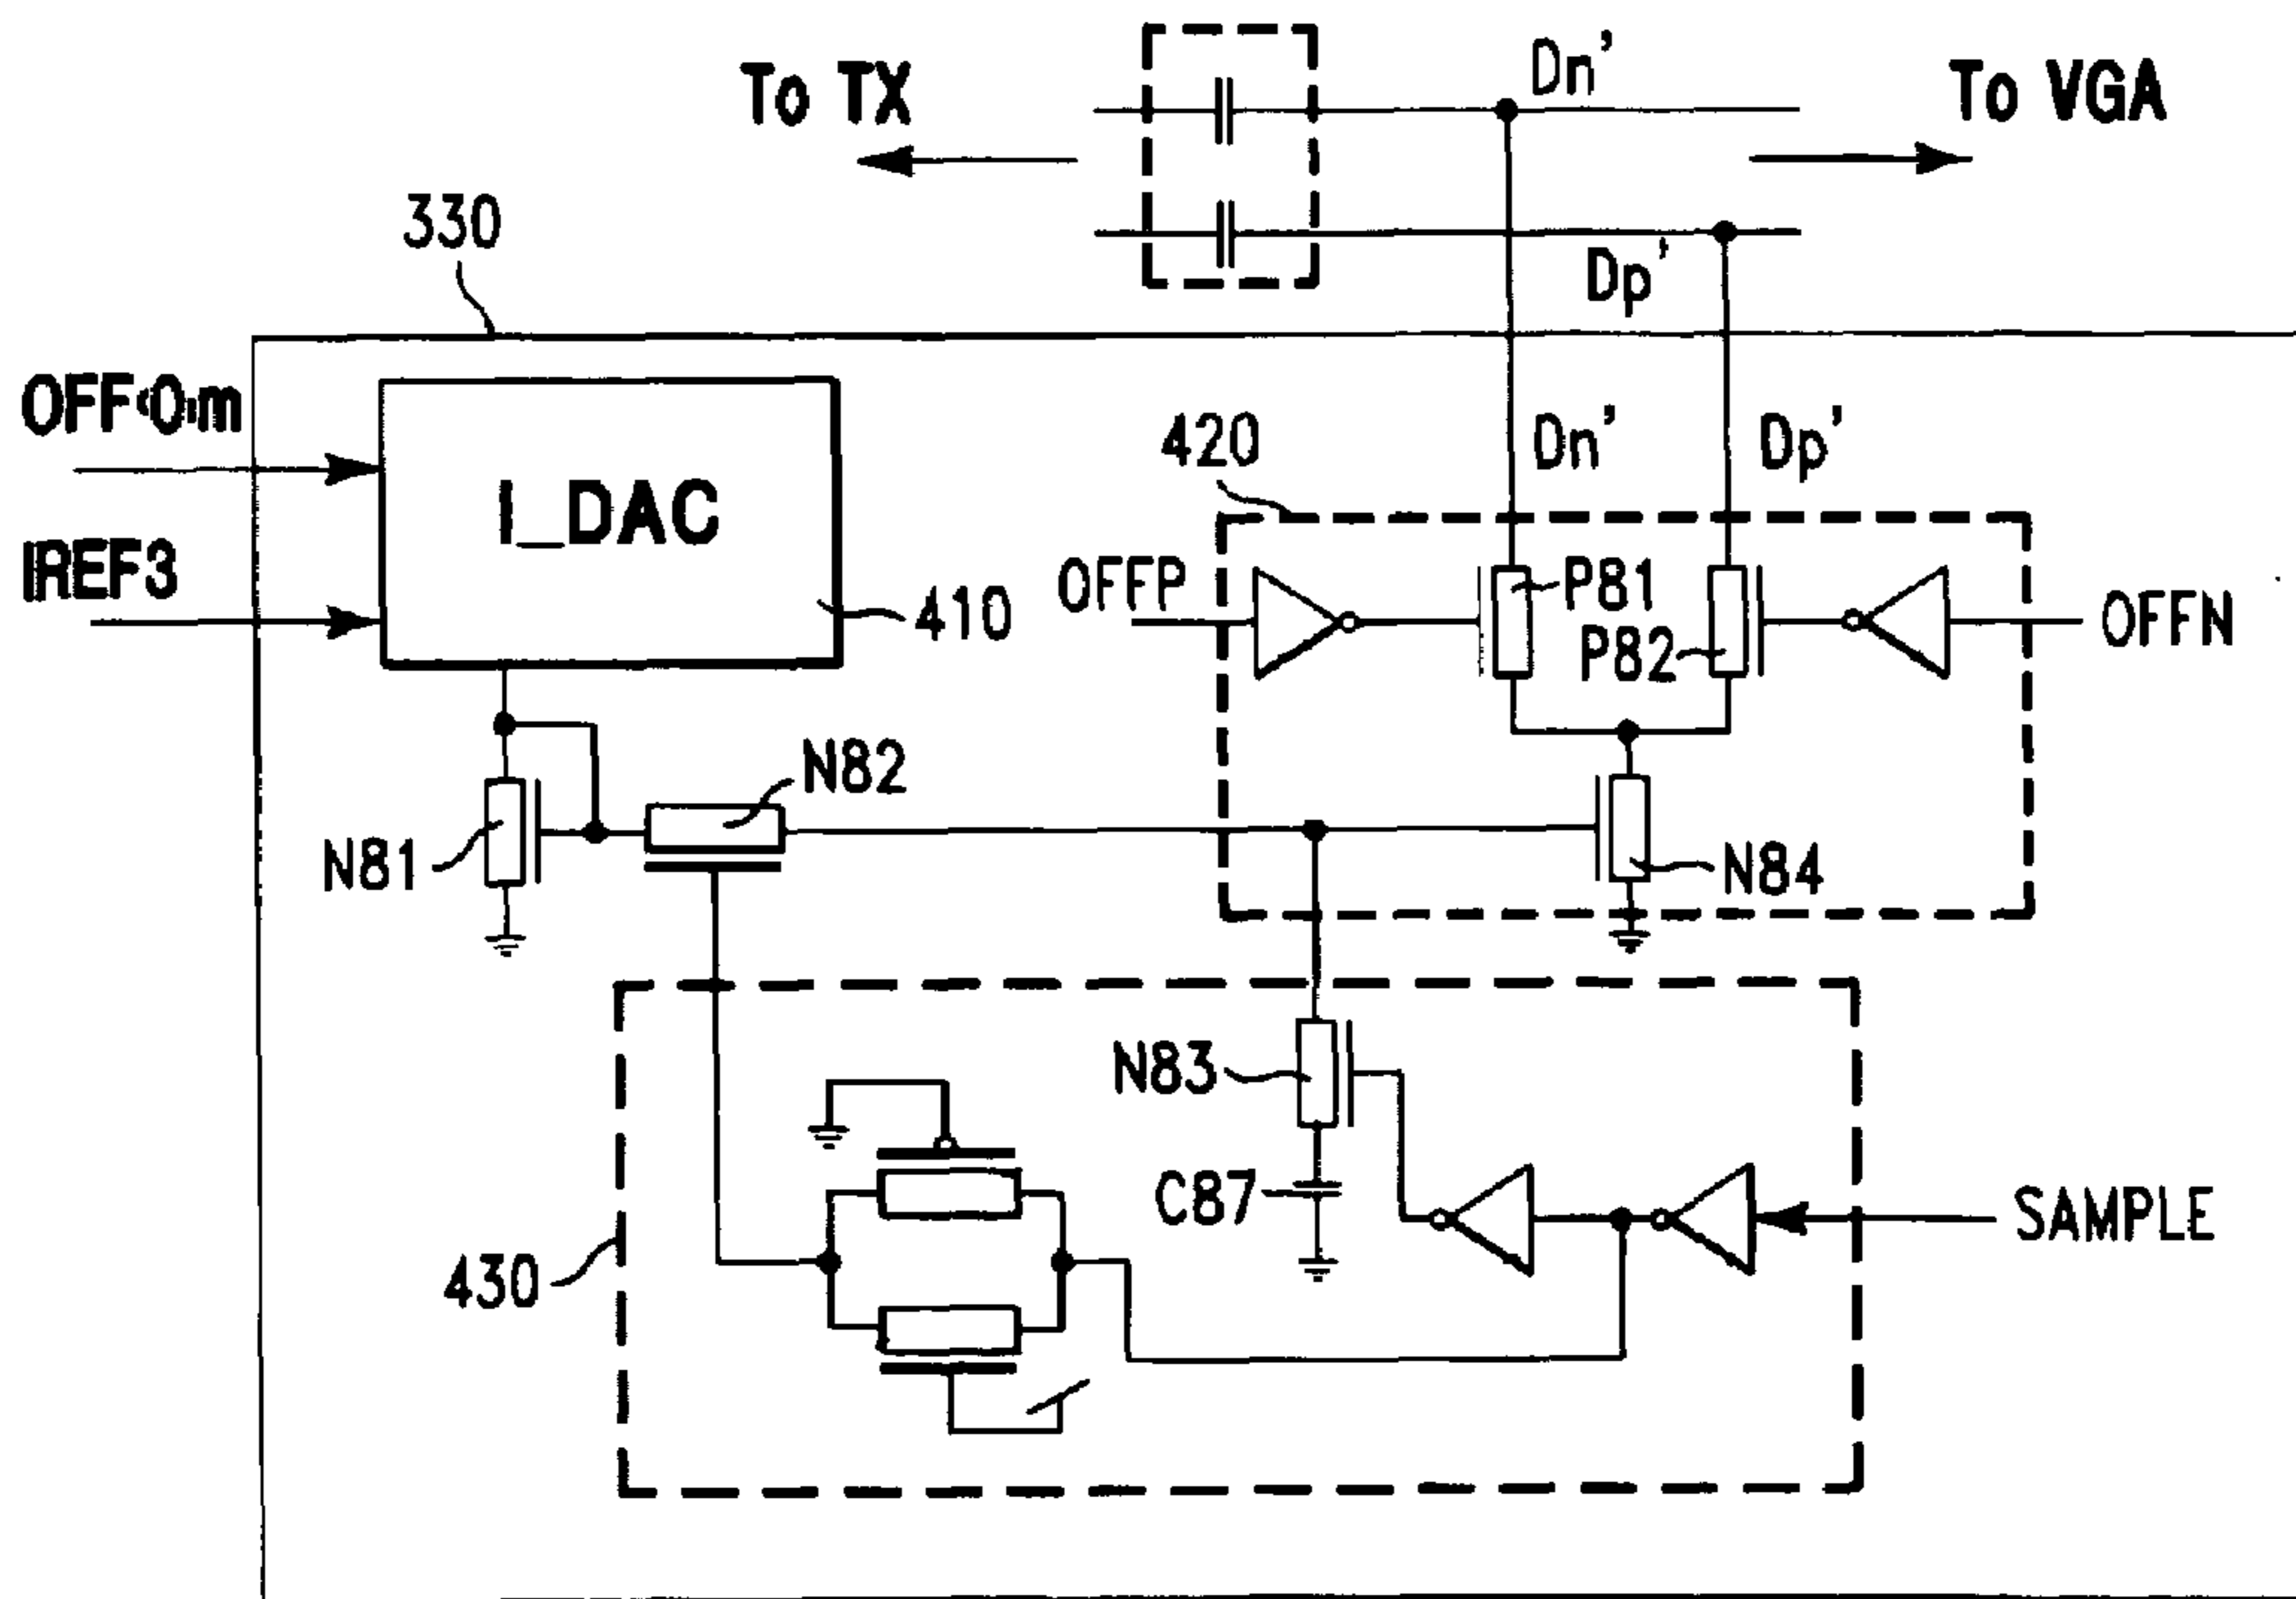 To TX
Dn'
To VGA
330
Dp'
OFF<0:m
I_DAC
IREF3
410
420
Dn'
Dp'
OFFP
P81
P82
OFFN
N81
N82
N84
N83
C87
SAMPLE
430